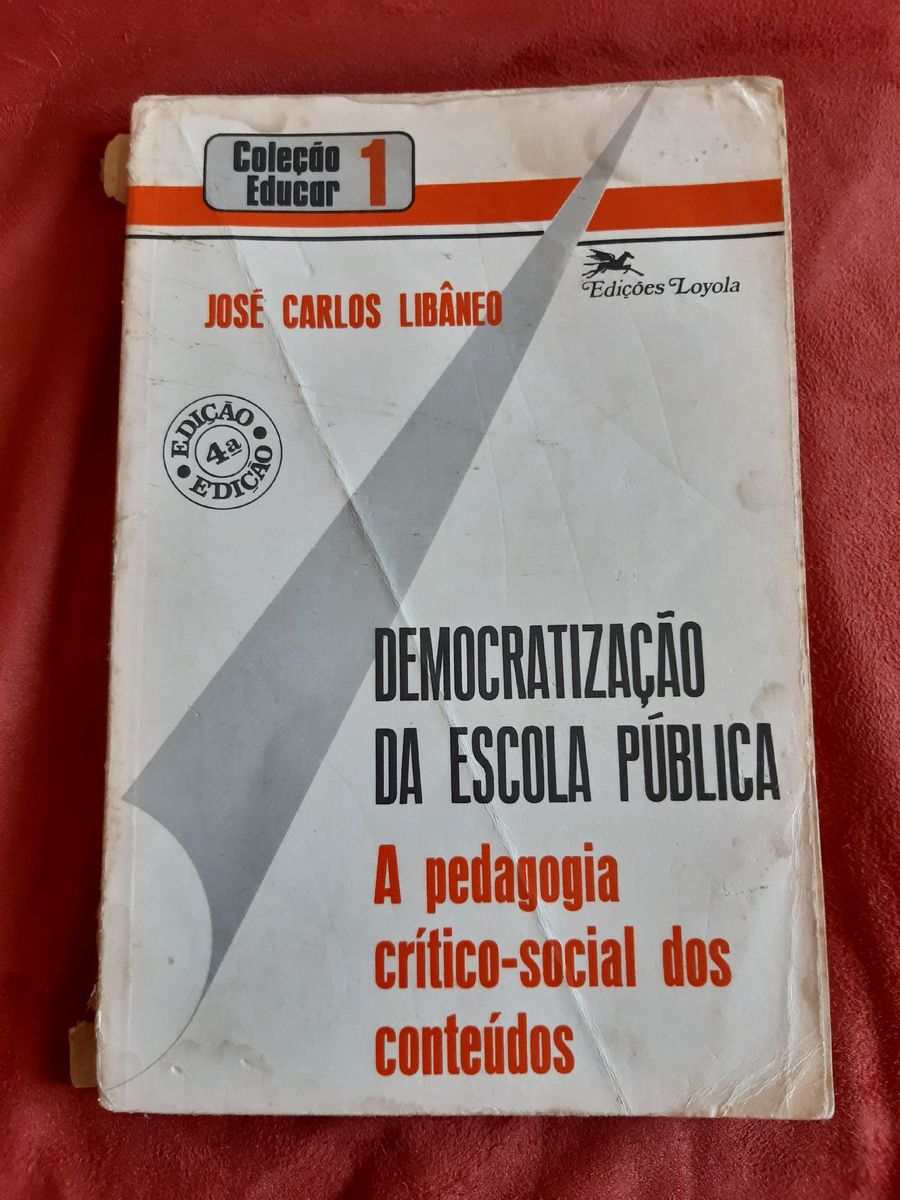 Coleção
Educar 1
Edições Loyola
JOSÉ CARLOS LIBÂNEO
EDIÇÃO
4ª
EDIÇÃO
DEMOCRATIZAÇÃO
DA ESCOLA PÚBLICA
A pedagogia
crítico-social dos
conteúdos